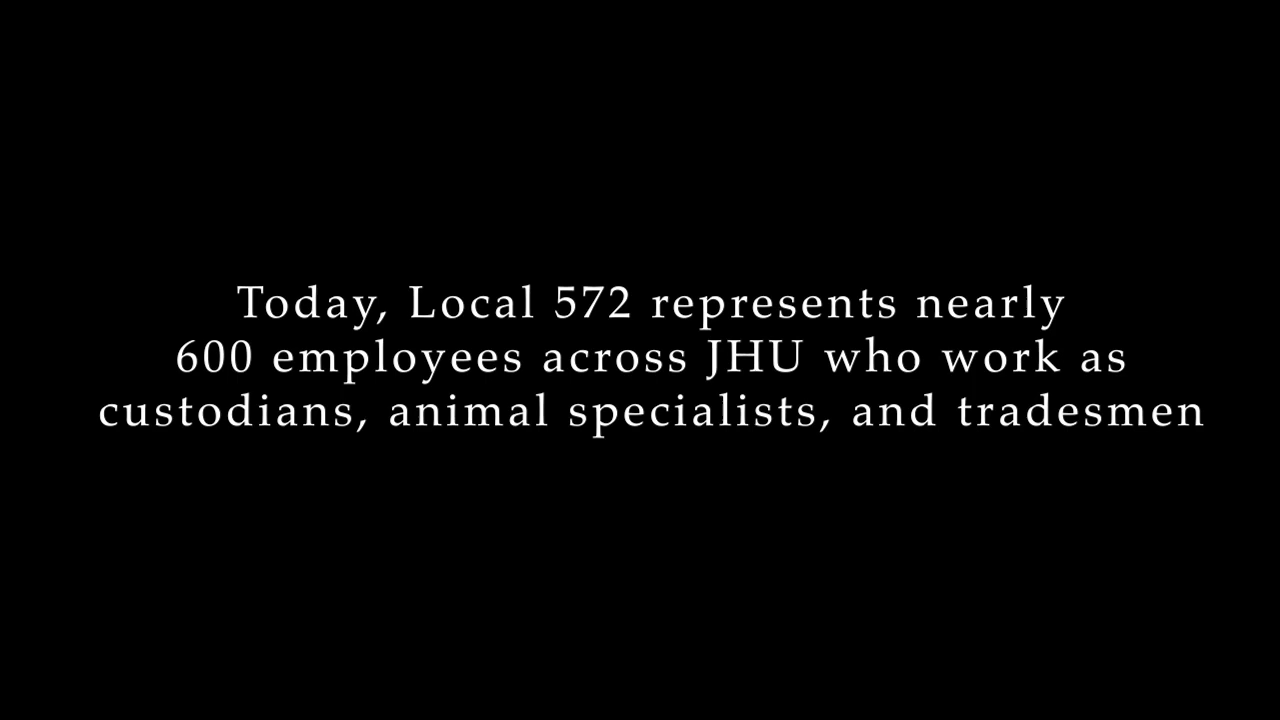 Today, Local 572 represents nearly
600 employees across JHU who work as
custodians, animal specialists, and tradesmen